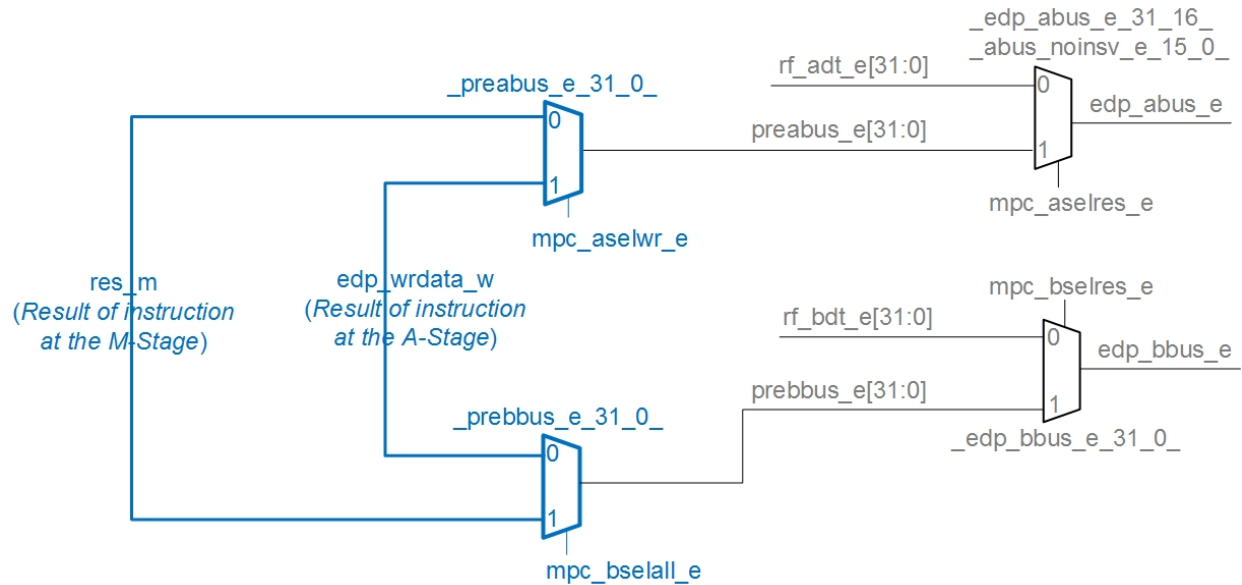 _edp_abus_e_31_16_
_abus_noinsv_e_15_0_
rf_adt_e[31:0]
0
edp_abus_e
_preabus_e_31_0_
0
preabus_e[31:0]
1
1
mpc_aselres_e
mpc_aselwr_e
res_m
(Result of instruction
at the M-Stage)
edp_wrdata_w
(Result of instruction
at the A-Stage)
mpc_bselres_e
rf_bdt_e[31:0]
0
edp_bbus_e
prebbus_e[31:0]
1
_prebbus_e_31_0_
_edp_bbus_e_31_0_
0
1
mpc_bselall_e